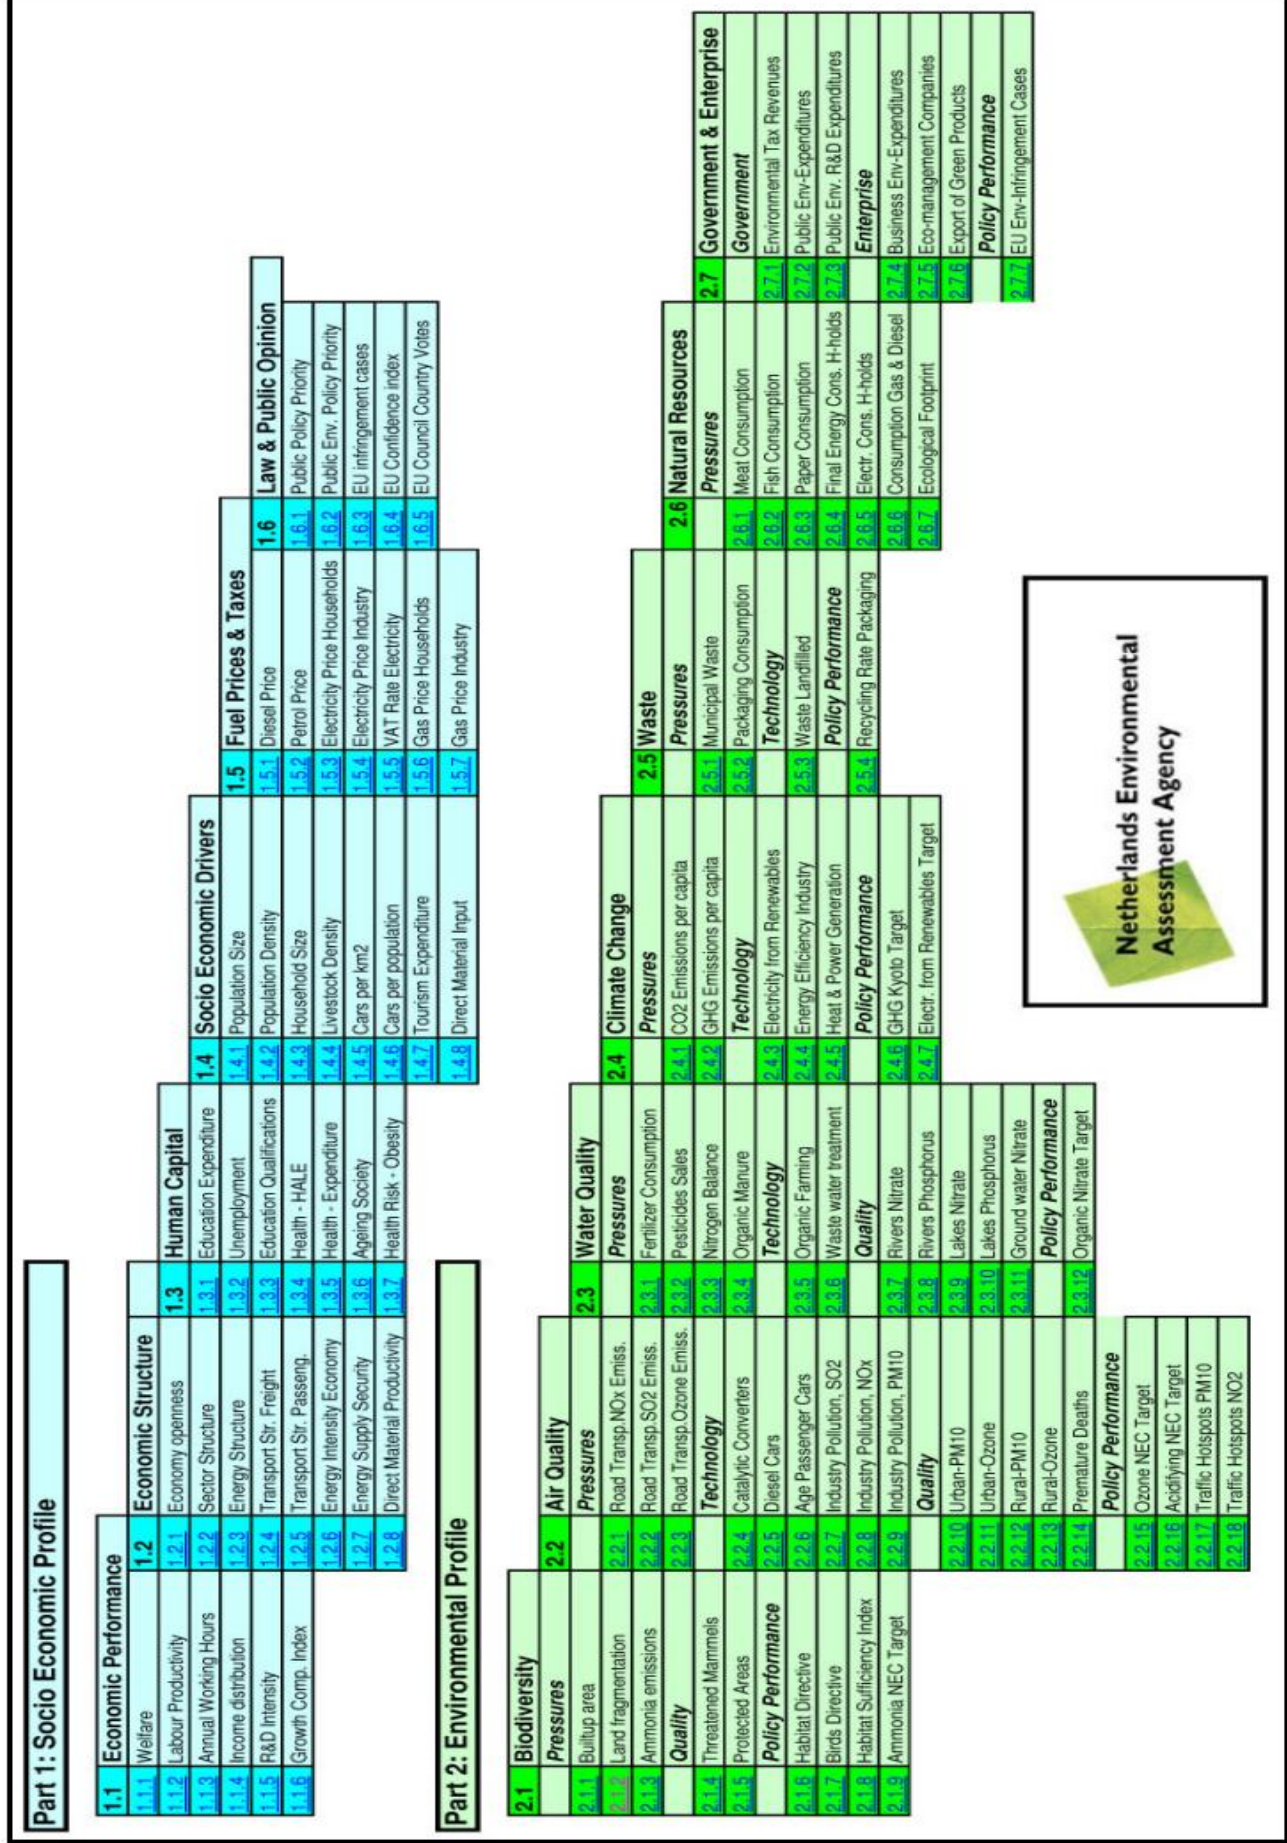 Part 1: Socio Economic Profile
1.1 Economic Performance
1.1.1 Welfare
1.1.2 Labour Productivity
1.1.3 Annual Working Hours
1.1.4 Income distribution
1.1.5 R&D Intensity
1.1.6 Growth Comp. Index
1.2 Economic Structure
1.2.1 Economy openness
1.2.2 Sector Structure
1.2.3 Energy Structure
1.2.4 Transport Str. Freight
1.2.5 Transport Str. Passeng.
1.2.6 Energy Intensity Economy
1.2.7 Energy Supply Security
1.2.8 Direct Material Productivity
1.3 Human Capital
1.3.1 Education Expenditure
1.3.2 Unemployment
1.3.3 Education Qualifications
1.3.4 Health - HALE
1.3.5 Health - Expenditure
1.3.6 Ageing Society
1.3.7 Health Risk - Obesity
1.4 Socio Economic Drivers
1.4.1 Population Size
1.4.2 Population Density
1.4.3 Household Size
1.4.4 Livestock Density
1.4.5 Cars per km2
1.4.6 Cars per population
1.4.7 Tourism Expenditure
1.4.8 Direct Material Input
1.5 Fuel Prices & Taxes
1.5.1 Diesel Price
1.5.2 Petrol Price
1.5.3 Electricity Price Households
1.5.4 Electricity Price Industry
1.5.5 VAT Rate Electricity
1.5.6 Gas Price Households
1.5.7 Gas Price Industry
1.6 Law & Public Opinion
1.6.1 Public Policy Priority
1.6.2 Public Env. Policy Priority
1.6.3 EU infringement cases
1.6.4 EU Confidence index
1.6.5 EU Council Country Votes
Part 2: Environmental Profile
2.1 Biodiversity
Pressures
2.1.1 Builtup area
2.1.2 Land fragmentation
2.1.3 Ammonia emissions
Quality
2.1.4 Threatened Mammels
2.1.5 Protected Areas
Policy Performance
2.1.6 Habitat Directive
2.1.7 Birds Directive
2.1.8 Habitat Sufficiency Index
2.1.9 Ammonia NEC Target
2.2 Air Quality
Pressures
2.2.1 Road Transp.NOx Emiss.
2.2.2 Road Transp.SO2 Emiss.
2.2.3 Road Transp.Ozone Emiss.
Technology
2.2.4 Catalytic Converters
2.2.5 Diesel Cars
2.2.6 Age Passenger Cars
2.2.7 Industry Pollution, SO2
2.2.8 Industry Pollution, NOx
2.2.9 Industry Pollution, PM10
Quality
2.2.10 Urban-PM10
2.2.11 Urban-Ozone
2.2.12 Rural-PM10
2.2.13 Rural-Ozone
2.2.14 Premature Deaths
Policy Performance
2.2.15 Ozone NEC Target
2.2.16 Acidifying NEC Target
2.2.17 Traffic Hotspots PM10
2.2.18 Traffic Hotspots NO2
2.3 Water Quality
Pressures
2.3.1 Fertilizer Consumption
2.3.2 Pesticides Sales
2.3.3 Nitrogen Balance
2.3.4 Organic Manure
Technology
2.3.5 Organic Farming
2.3.6 Waste water treatment
Quality
2.3.7 Rivers Nitrate
2.3.8 Rivers Phosphorus
2.3.9 Lakes Nitrate
2.3.10 Lakes Phosphorus
2.3.11 Ground water Nitrate
Policy Performance
2.3.12 Organic Nitrate Target
2.4 Climate Change
Pressures
2.4.1 CO2 Emissions per capita
2.4.2 GHG Emissions per capita
Technology
2.4.3 Electricity from Renewables
2.4.4 Energy Efficiency Industry
2.4.5 Heat & Power Generation
Policy Performance
2.4.6 GHG Kyoto Target
2.4.7 Electr. from Renewables Target
2.5 Waste
Pressures
2.5.1 Municipal Waste
2.5.2 Packaging Consumption
Technology
2.5.3 Waste Landfilled
Policy Performance
2.5.4 Recycling Rate Packaging
2.6 Natural Resources
Pressures
2.6.1 Meat Consumption
2.6.2 Fish Consumption
2.6.3 Paper Consumption
2.6.4 Final Energy Cons. H-holds
2.6.5 Electr. Cons. H-holds
2.6.6 Consumption Gas & Diesel
2.6.7 Ecological Footprint
2.7 Government & Enterprise
Government
2.7.1 Environmental Tax Revenues
2.7.2 Public Env-Expenditures
2.7.3 Public Env. R&D Expenditures
Enterprise
2.7.4 Business Env-Expenditures
2.7.5 Eco-management Companies
2.7.6 Export of Green Products
Policy Performance
2.7.7 EU Env-Infringement Cases
Netherlands Environmental
Assessment Agency